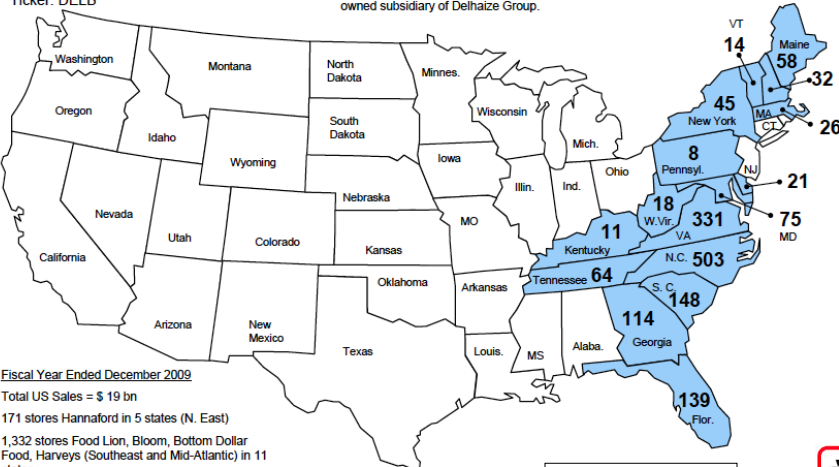 Ticker: DELB
owned subsidiary of Delhaize Group.
VT
14
Maine
58
32
Washington
Montana
North
Dakota
Minnes.
45
New York
MA
26
CT
Oregon
Idaho
South
Dakota
Wisconsin
Mich.
8
Pennsyl.
NJ
Wyoming
Iowa
Ohio
21
Nebraska
Illin.
Ind.
18
W.Vir.
331
VA
75
MD
Nevada
Utah
Colorado
Kansas
MO
11
Kentucky
California
N.C. 503
Oklahoma
Arkansas
Tennessee 64
S. C.
148
Arizona
New
Mexico
Texas
Louis.
MS
Alaba.
114
Georgia
139
Flor.
Fiscal Year Ended December 2009
Total US Sales = $ 19 bn
171 stores Hannaford in 5 states (N. East)
1,332 stores Food Lion, Bloom, Bottom Dollar
Food, Harveys (Southeast and Mid-Atlantic) in 11